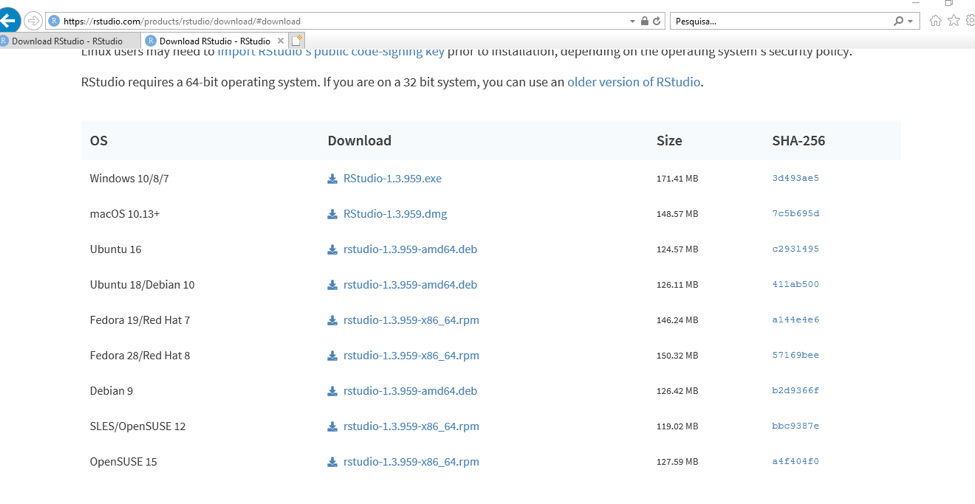 https://rstudio.com/products/rstudio/download/#download
Pesquisa...
Download RStudio - RStudio
Download RStudio - RStudio
Linux users may need to import RStudio's public code-signing key prior to installation, depending on the operating system's security policy.
RStudio requires a 64-bit operating system. If you are on a 32 bit system, you can use an older version of RStudio.
OS Download Size SHA-256
Windows 10/8/7 RStudio-1.3.959.exe 171.41 MB 3d493ae5
macOS 10.13+ RStudio-1.3.959.dmg 148.57 MB 7c5b695d
Ubuntu 16 rstudio-1.3.959-amd64.deb 124.57 MB c2931495
Ubuntu 18/Debian 10 rstudio-1.3.959-amd64.deb 126.11 MB 411ab500
Fedora 19/Red Hat 7 rstudio-1.3.959-x86_64.rpm 146.24 MB a144e4e6
Fedora 28/Red Hat 8 rstudio-1.3.959-x86_64.rpm 150.32 MB 57169bee
Debian 9 rstudio-1.3.959-amd64.deb 126.42 MB b2d9366f
SLES/OpenSUSE 12 rstudio-1.3.959-x86_64.rpm 119.02 MB bbc9387e
OpenSUSE 15 rstudio-1.3.959-x86_64.rpm 127.59 MB a4f404f0